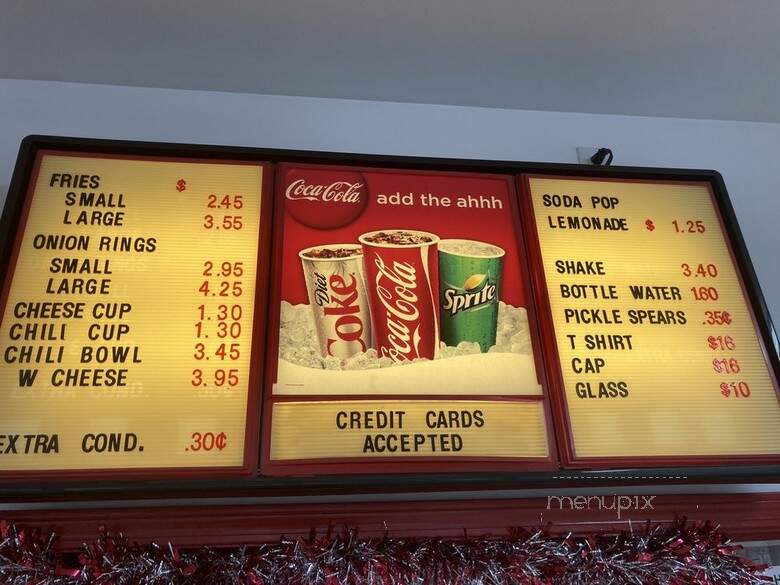 FRIES $
SMALL 2.45
LARGE 3.55
ONION RINGS
SMALL 2.95
LARGE 4.25
CHEESE CUP 1.30
CHILI CUP 1.30
CHILI BOWL 3.45
W CHEESE 3.95
EXTRA COND. .30¢
Coca-Cola add the ahhh
Diet Coke
Coca-Cola
Sprite
CREDIT CARDS
ACCEPTED
SODA POP
LEMONADE $ 1.25
SHAKE 3.40
BOTTLE WATER 1.60
PICKLE SPEARS .35¢
T SHIRT $16
CAP $16
GLASS $10
menupix